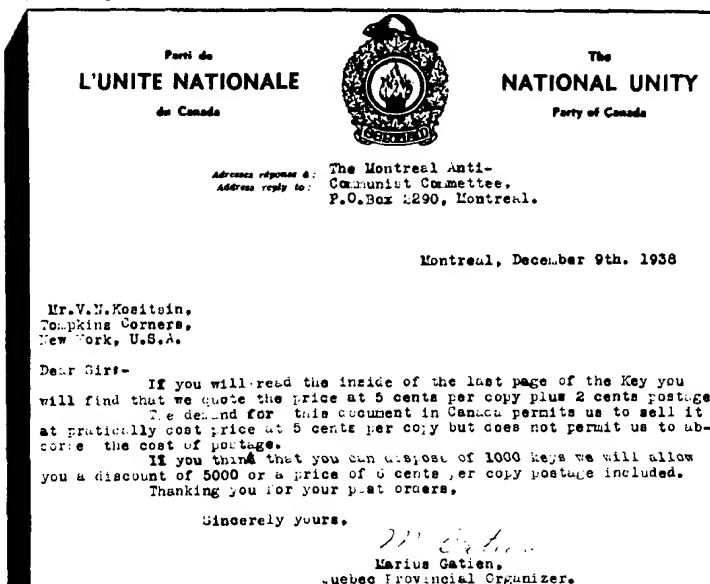 Parti de
L'UNITE NATIONALE
du Canada
The
NATIONAL UNITY
Party of Canada
SERVIAM
Adresses réponse à :
Address reply to :
The Montreal Anti-
Communist Commettee,
P.O.Box 2290, Montreal.
Montreal, December 9th. 1938
Mr.V.N.Kositsin,
Tompkins Corners,
New York, U.S.A.
Dear Sir:-
If you will read the inside of the last page of the Key you
will find that we quote the price at 5 cents per copy plus 2 cents postage
The demand for this document in Canada permits us to sell it
at pratically cost price at 5 cents per copy but does not permit us to ab-
sorbe the cost of postage.
If you think that you can dispose of 1000 keys we will allow
you a discount of 5000 or a price of 6 cents per copy postage included.
Thanking you for your past orders,
Sincerely yours,
Marius Gatien,
Quebec Provincial Organizer.